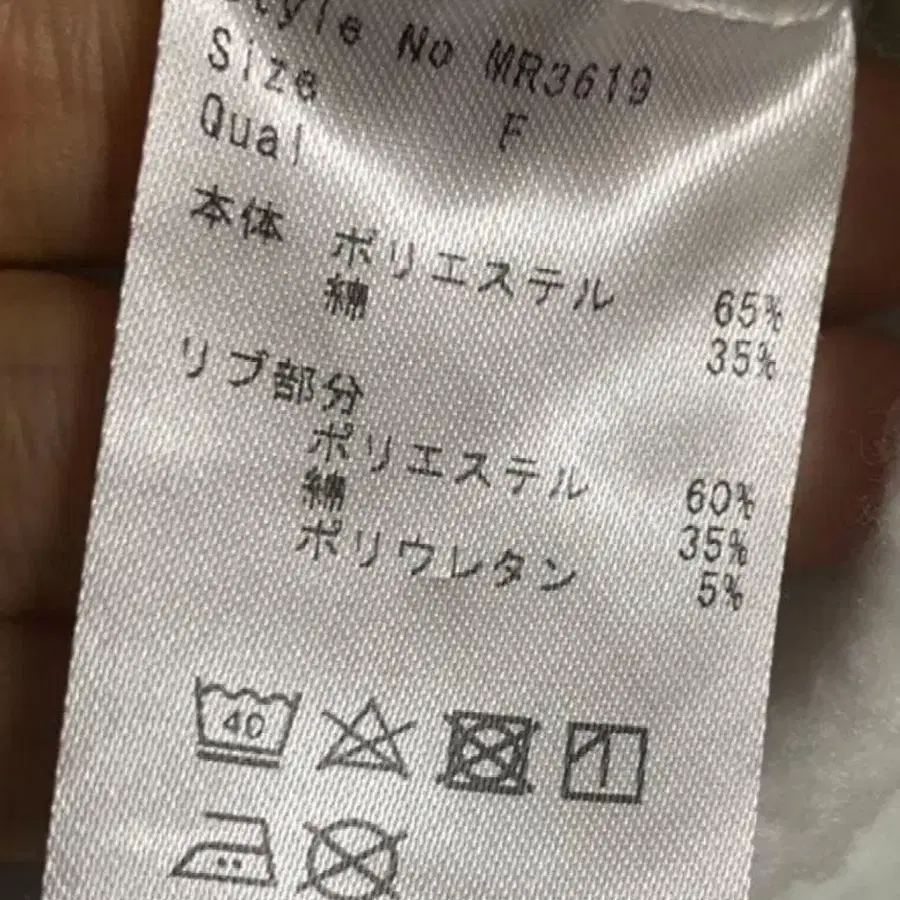 Style No MR3619
Size F
Qual
本体 ポリエステル 65%
綿 35%
リブ部分
ポリエステル 60%
綿 35%
ポリウレタン 5%
40